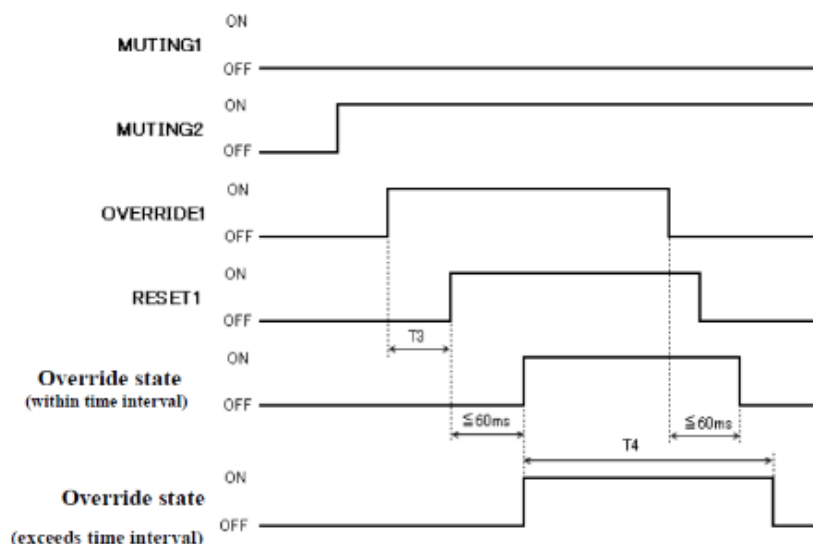 ON
MUTING1
OFF
ON
MUTING2
OFF
ON
OVERRIDE1
OFF
ON
RESET1
OFF
T3
ON
Override state
(within time interval)
OFF
≦60ms
≦60ms
T4
ON
Override state
OFF
(exceeds time interval)